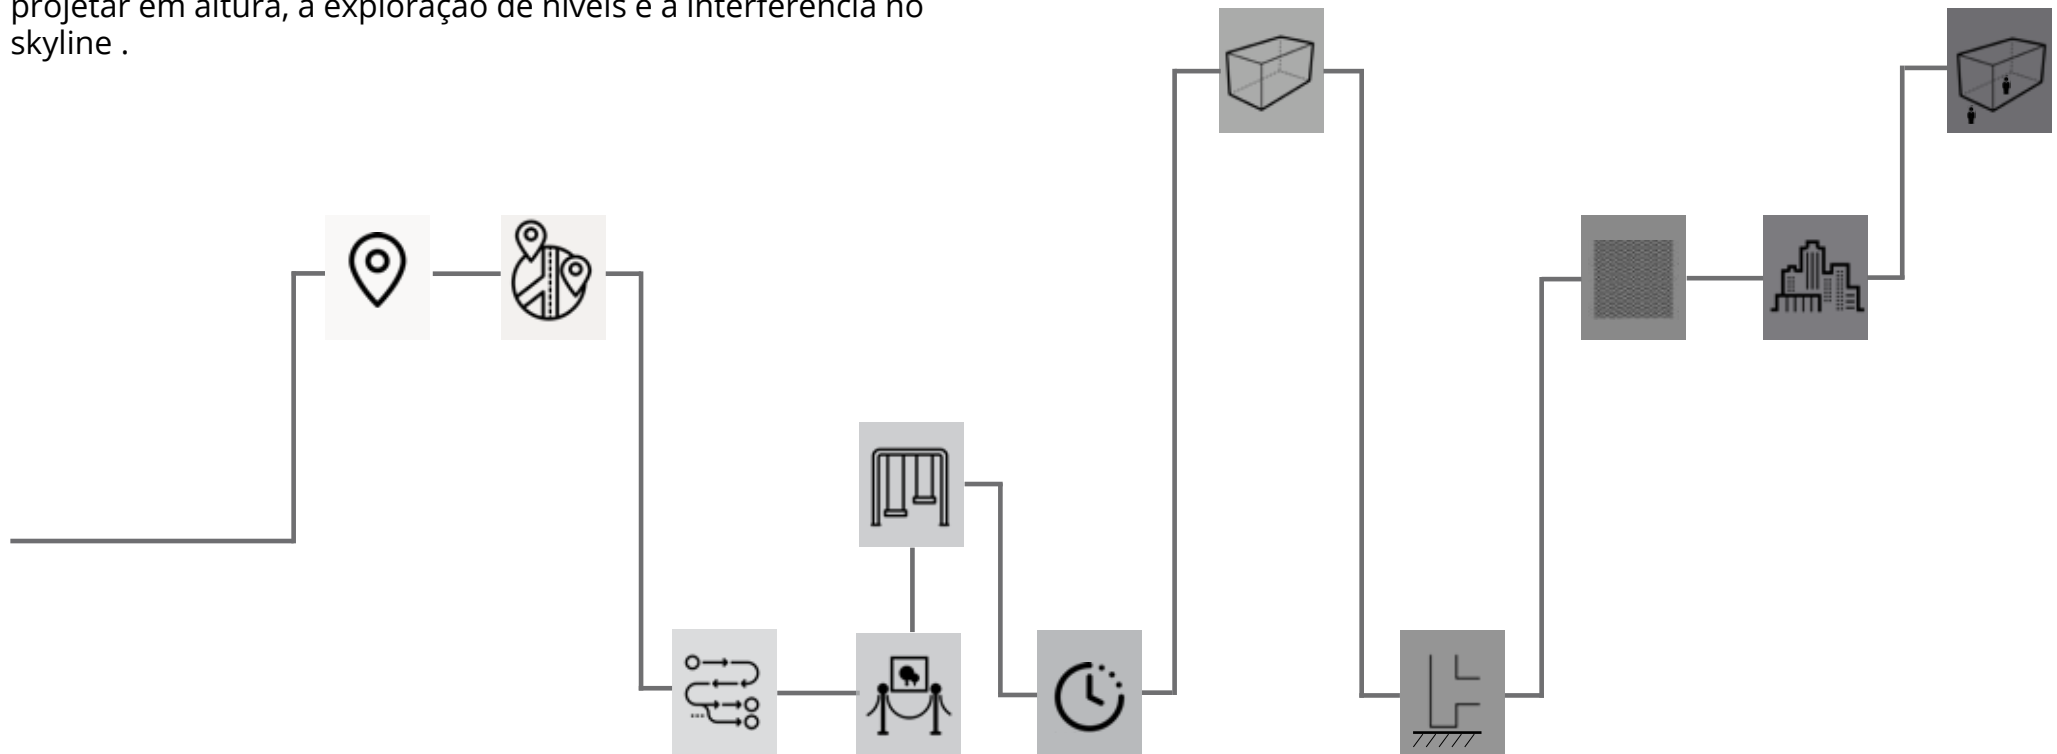 projetar em altura, a exploração de níveis e a interferência no
skyline .